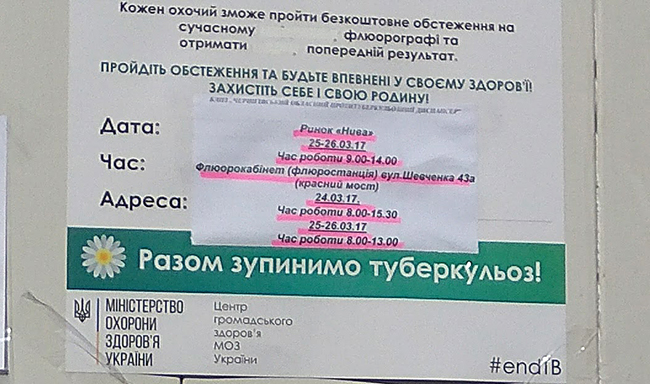 Кожен охочий зможе пройти безкоштовне обстеження на
сучасному флюорографі та
отримати попередній результат.
ПРОЙДІТЬ ОБСТЕЖЕННЯ ТА БУДЬТЕ ВПЕВНЕНІ У СВОЄМУ ЗДОРОВ'Ї!
ЗАХИСТІТЬ СЕБЕ І СВОЮ РОДИНУ!
ОБЛАСНИЙ ПРОТИТУБЕРКУЛЬОЗНИЙ ДИСПАНСЕР"
Дата:
Ринок «Нива»
25-26.03.17
Час:
Час роботи 9.00-14.00
Флюорокабінет (флюростанція) вул.Шевченка 43а
(красний мост)
Адреса:
24.03.17.
Час роботи 8.00-15.30
25-26.03.17
Час роботи 8.00-13.00
Разом зупинимо туберкульоз!
МІНІСТЕРСТВО
ОХОРОНИ
ЗДОРОВ'Я
УКРАЇНИ
Центр
громадського
здоров'я
МОЗ
України
#endTB